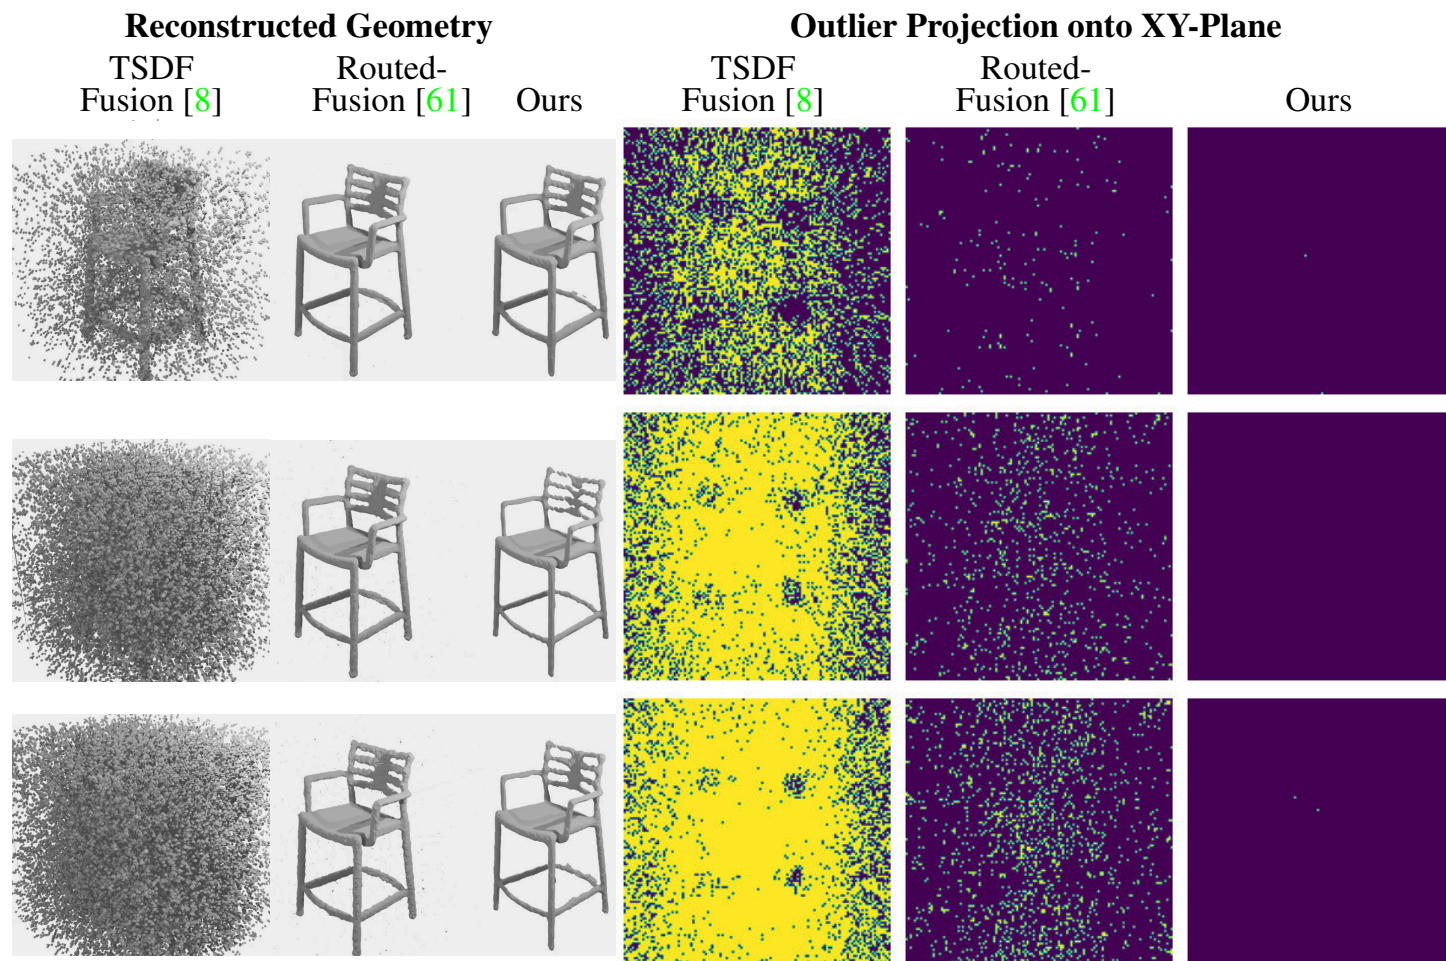 Reconstructed Geometry
Outlier Projection onto XY-Plane
TSDF
Fusion [8]
Routed-
Fusion [61]
Ours
TSDF
Fusion [8]
Routed-
Fusion [61]
Ours